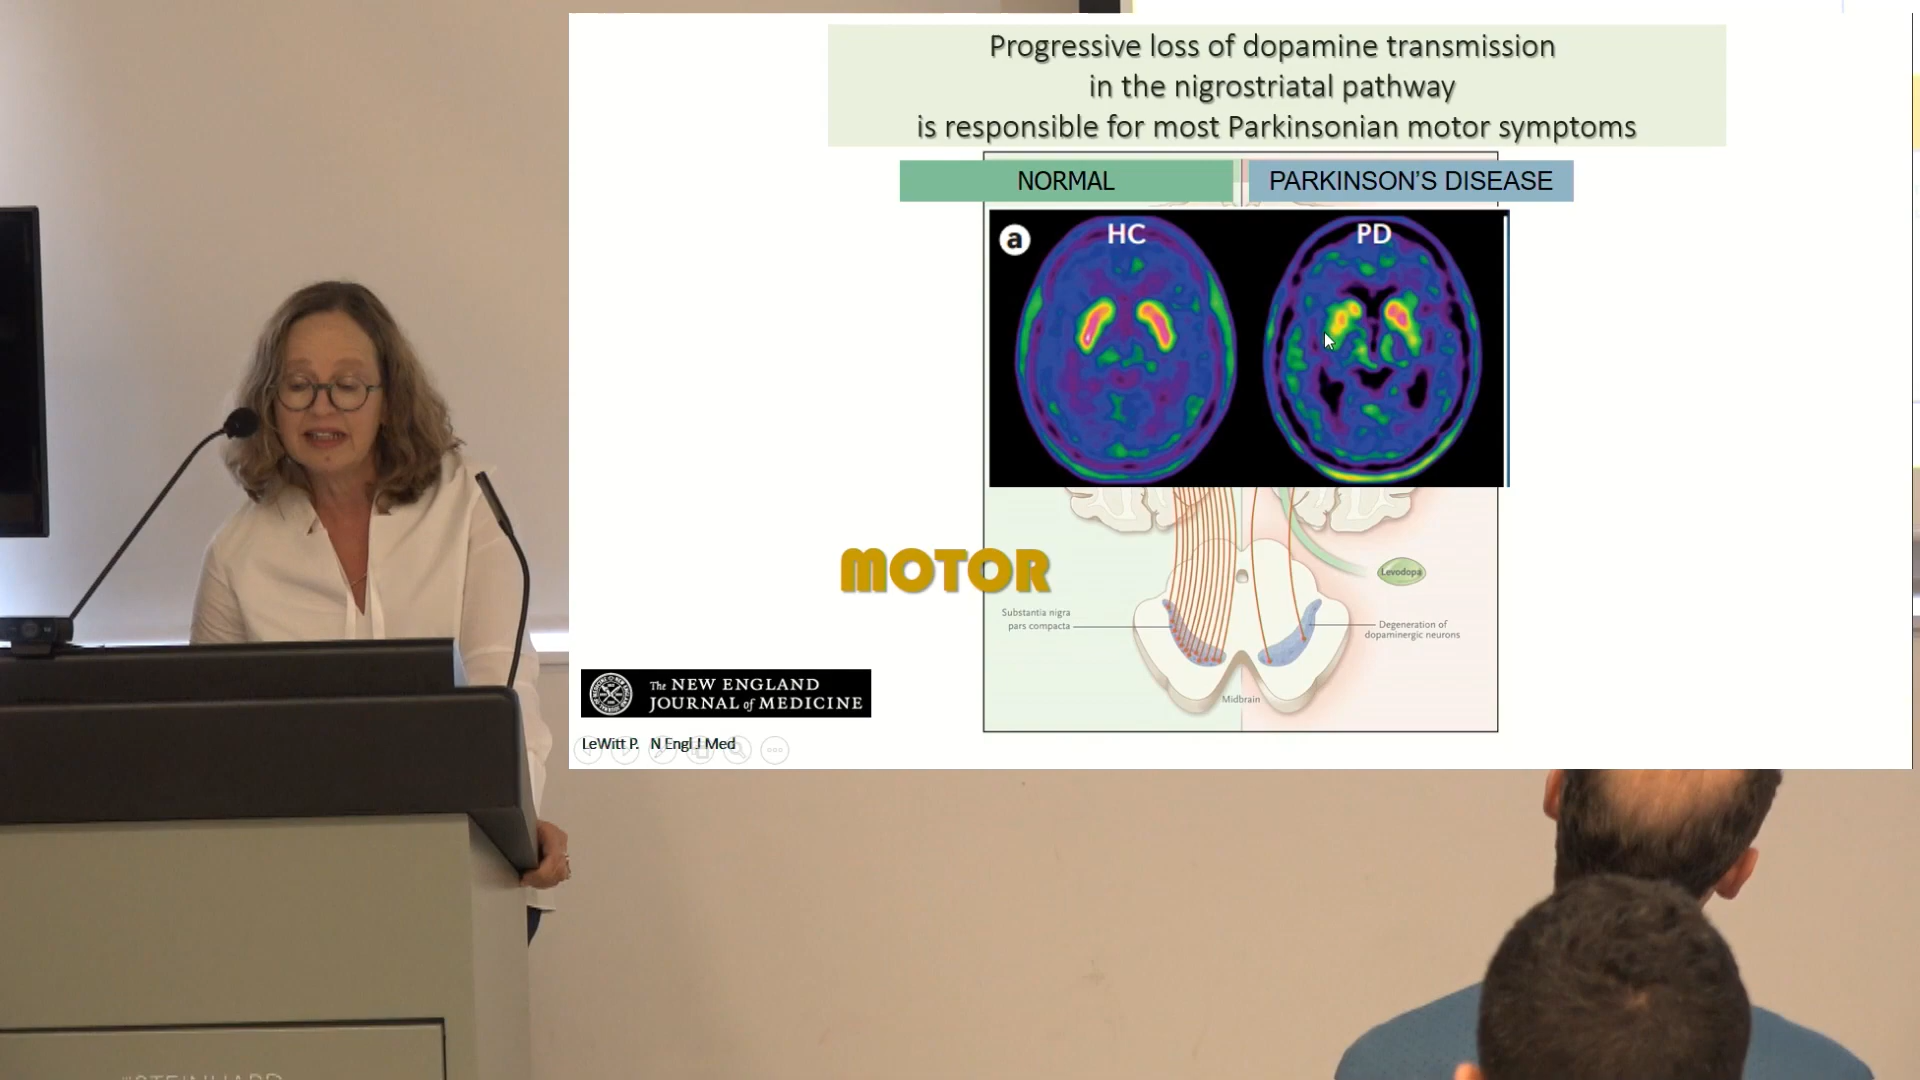 Progressive loss of dopamine transmission
in the nigrostriatal pathway
is responsible for most Parkinsonian motor symptoms
NORMAL
PARKINSON'S DISEASE
a
HC
PD
MOTOR
Levodopa
Substantia nigra
pars compacta
Degeneration of
dopaminergic neurons
Midbrain
The NEW ENGLAND
JOURNAL of MEDICINE
LeWitt P. N Engl J Med